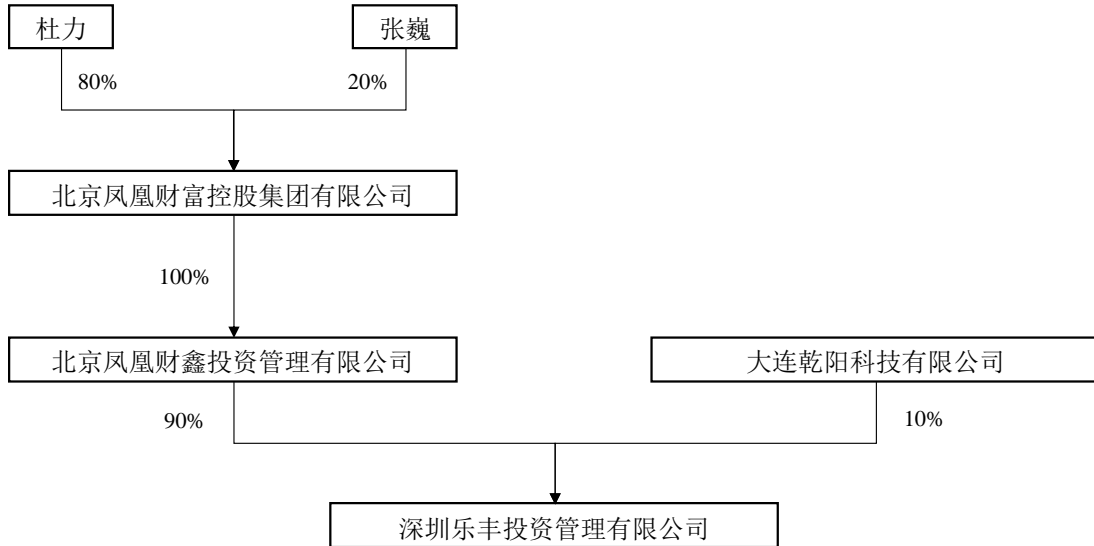 杜力
张巍
80%
20%
北京凤凰财富控股集团有限公司
100%
北京凤凰财鑫投资管理有限公司
大连乾阳科技有限公司
90%
10%
深圳乐丰投资管理有限公司